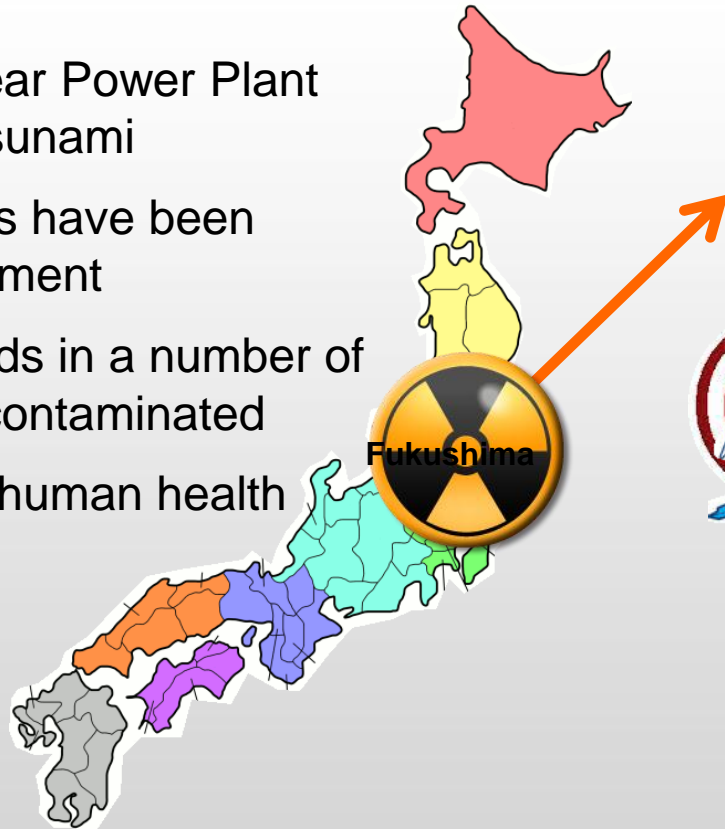 ear Power Plant
sunami
s have been
ment
ds in a number of
contaminated
human health
Fukushima